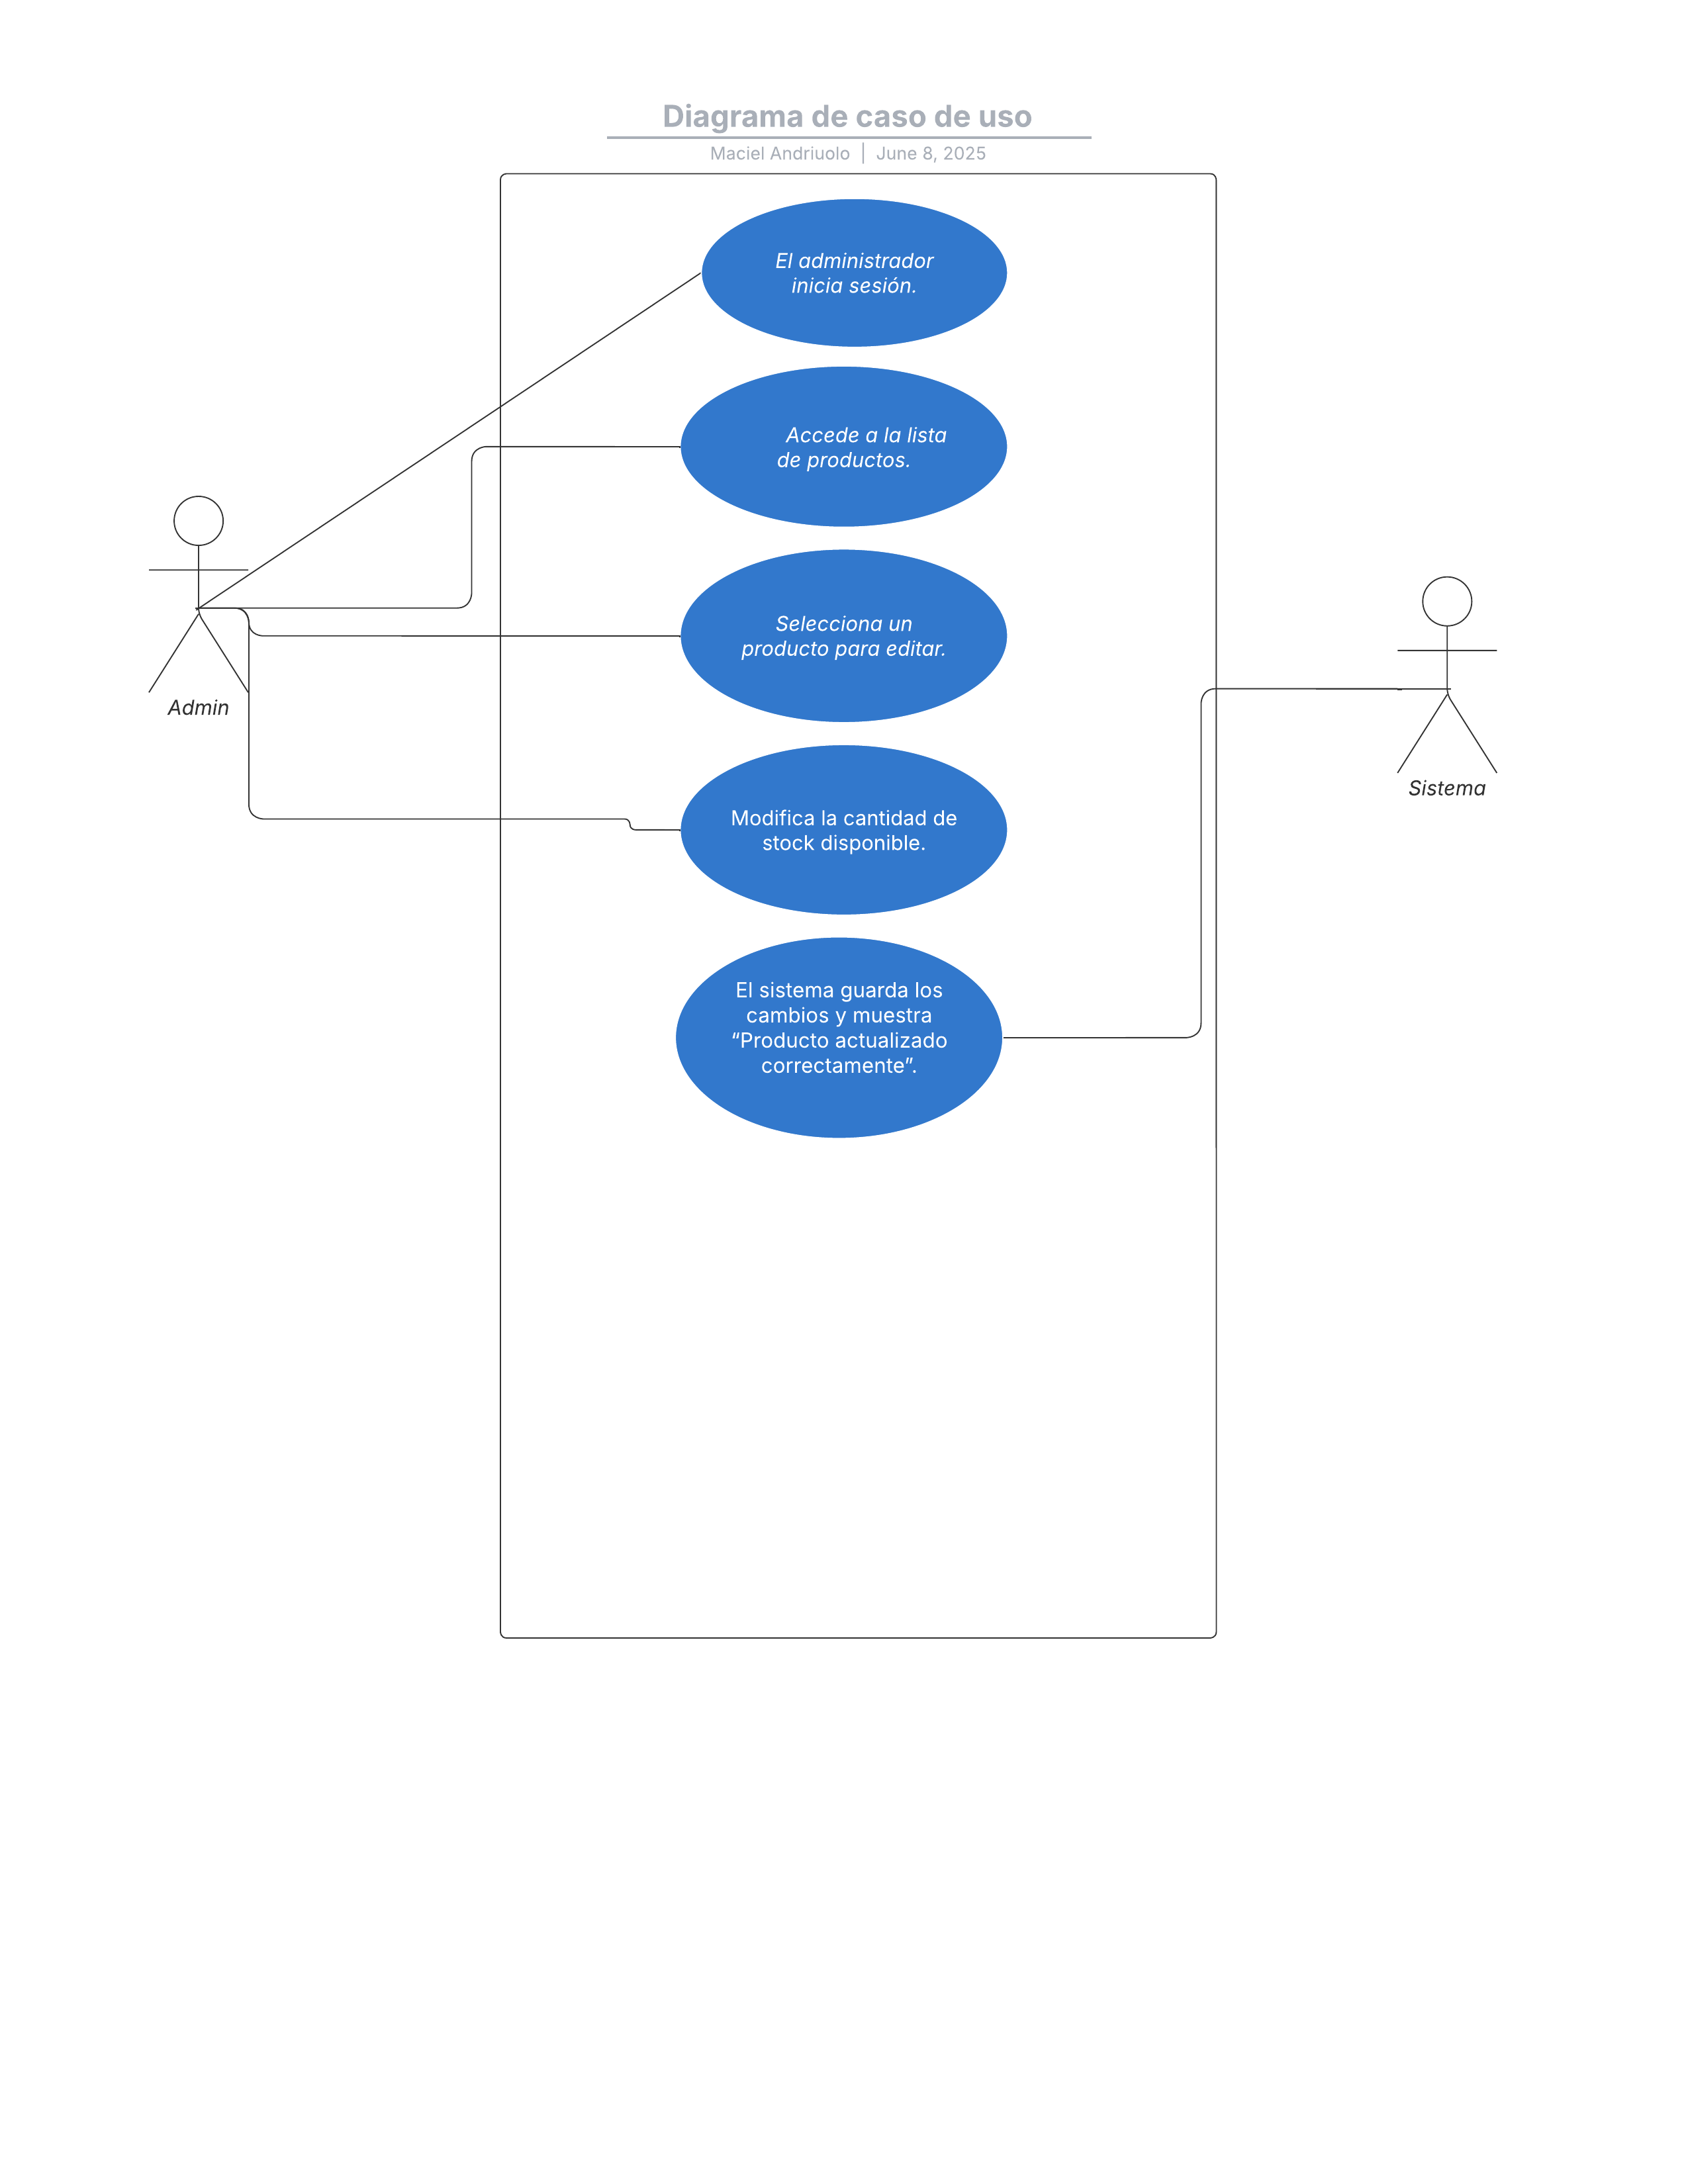 Diagrama de caso de uso
Maciel Andriuolo | June 8, 2025
El administrador
inicia sesión.
Accede a la lista
de productos.
Selecciona un
producto para editar.
Admin
Sistema
Modifica la cantidad de
stock disponible.
El sistema guarda los
cambios y muestra
“Producto actualizado
correctamente”.